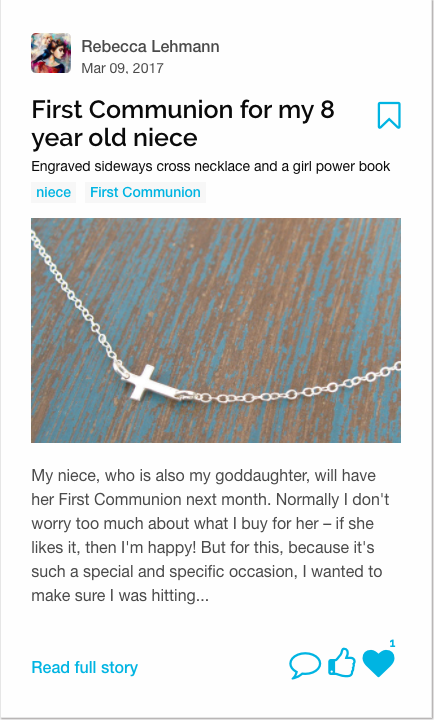 Rebecca Lehmann
Mar 09, 2017
First Communion for my 8
year old niece
Engraved sideways cross necklace and a girl power book
niece First Communion
My niece, who is also my goddaughter, will have
her First Communion next month. Normally I don't
worry too much about what I buy for her – if she
likes it, then I'm happy! But for this, because it's
such a special and specific occasion, I wanted to
make sure I was hitting...
1
Read full story